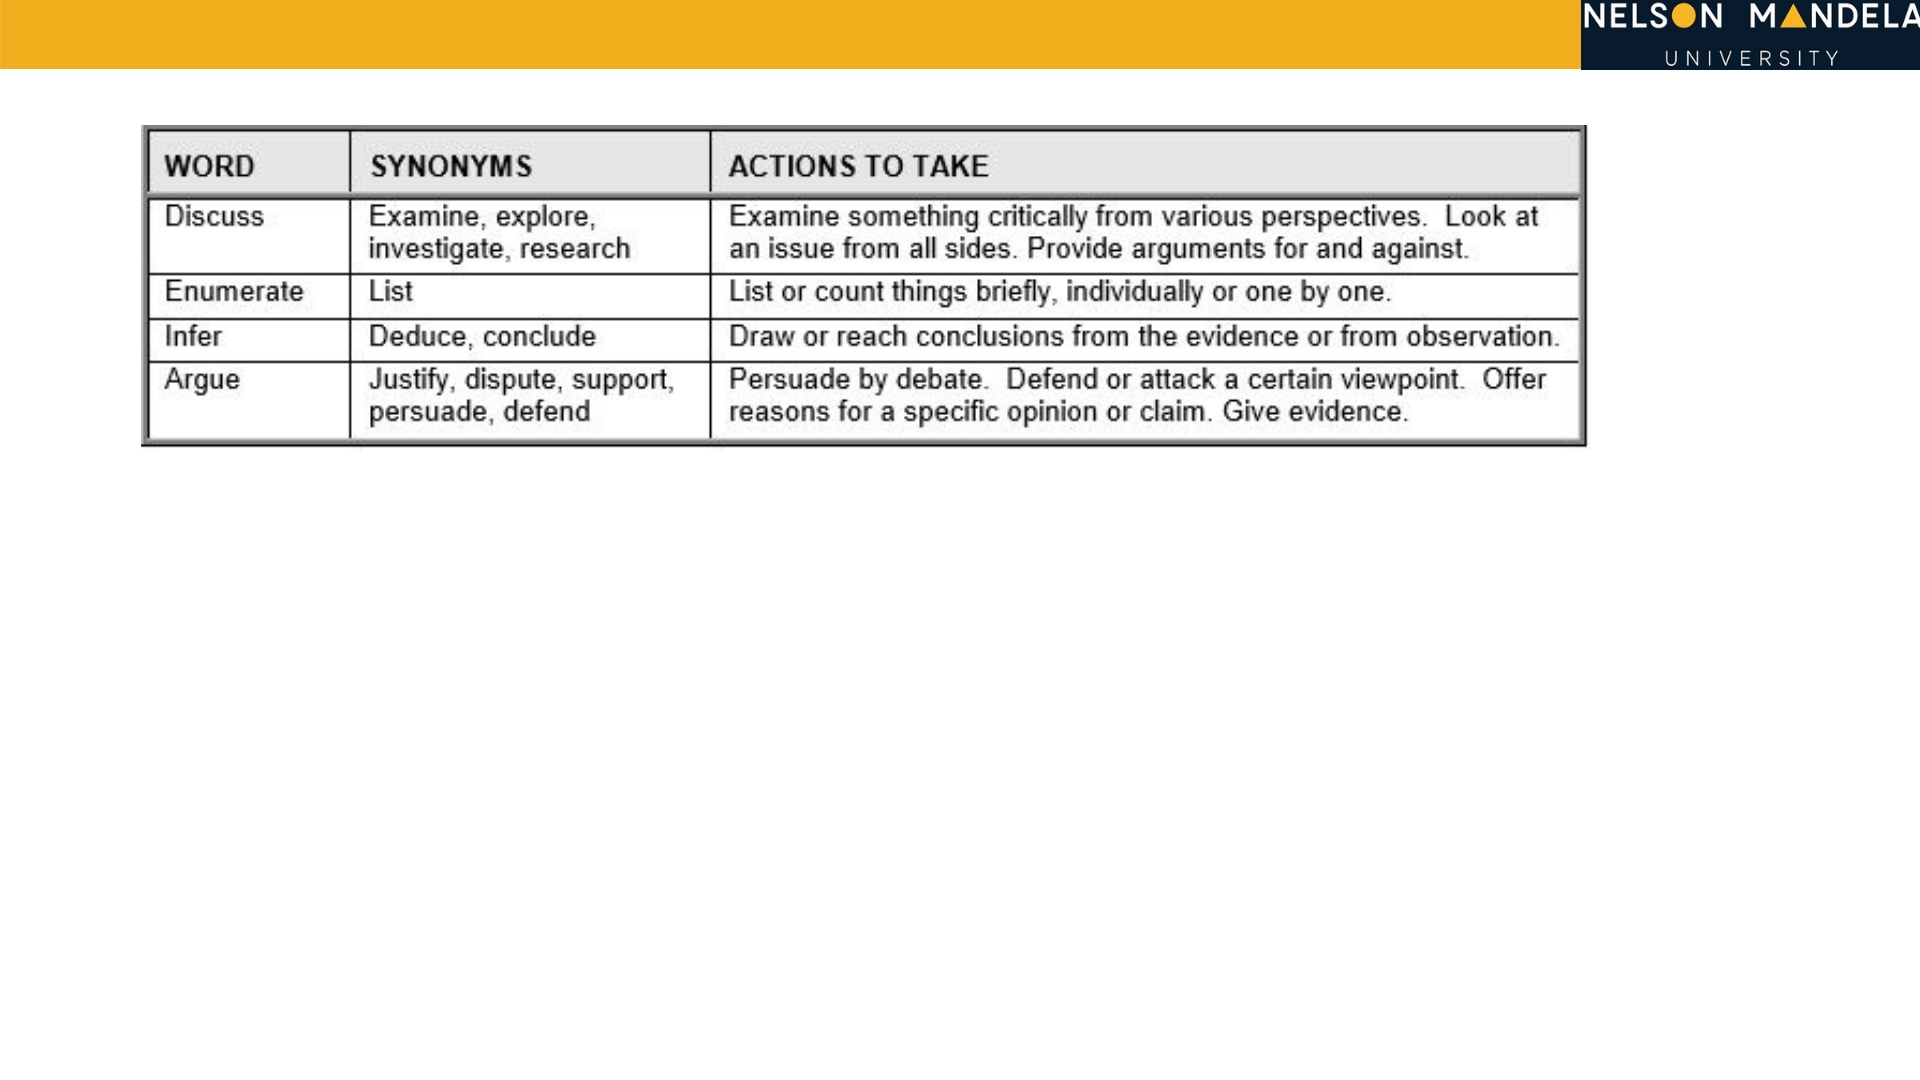 NELSON MANDELA
UNIVERSITY
WORD SYNONYMS ACTIONS TO TAKE
Discuss Examine, explore, investigate, research Examine something critically from various perspectives.  Look at an issue from all sides. Provide arguments for and against.
Enumerate List List or count things briefly, individually or one by one.
Infer Deduce, conclude Draw or reach conclusions from the evidence or from observation.
Argue Justify, dispute, support, persuade, defend Persuade by debate.  Defend or attack a certain viewpoint.  Offer reasons for a specific opinion or claim. Give evidence.